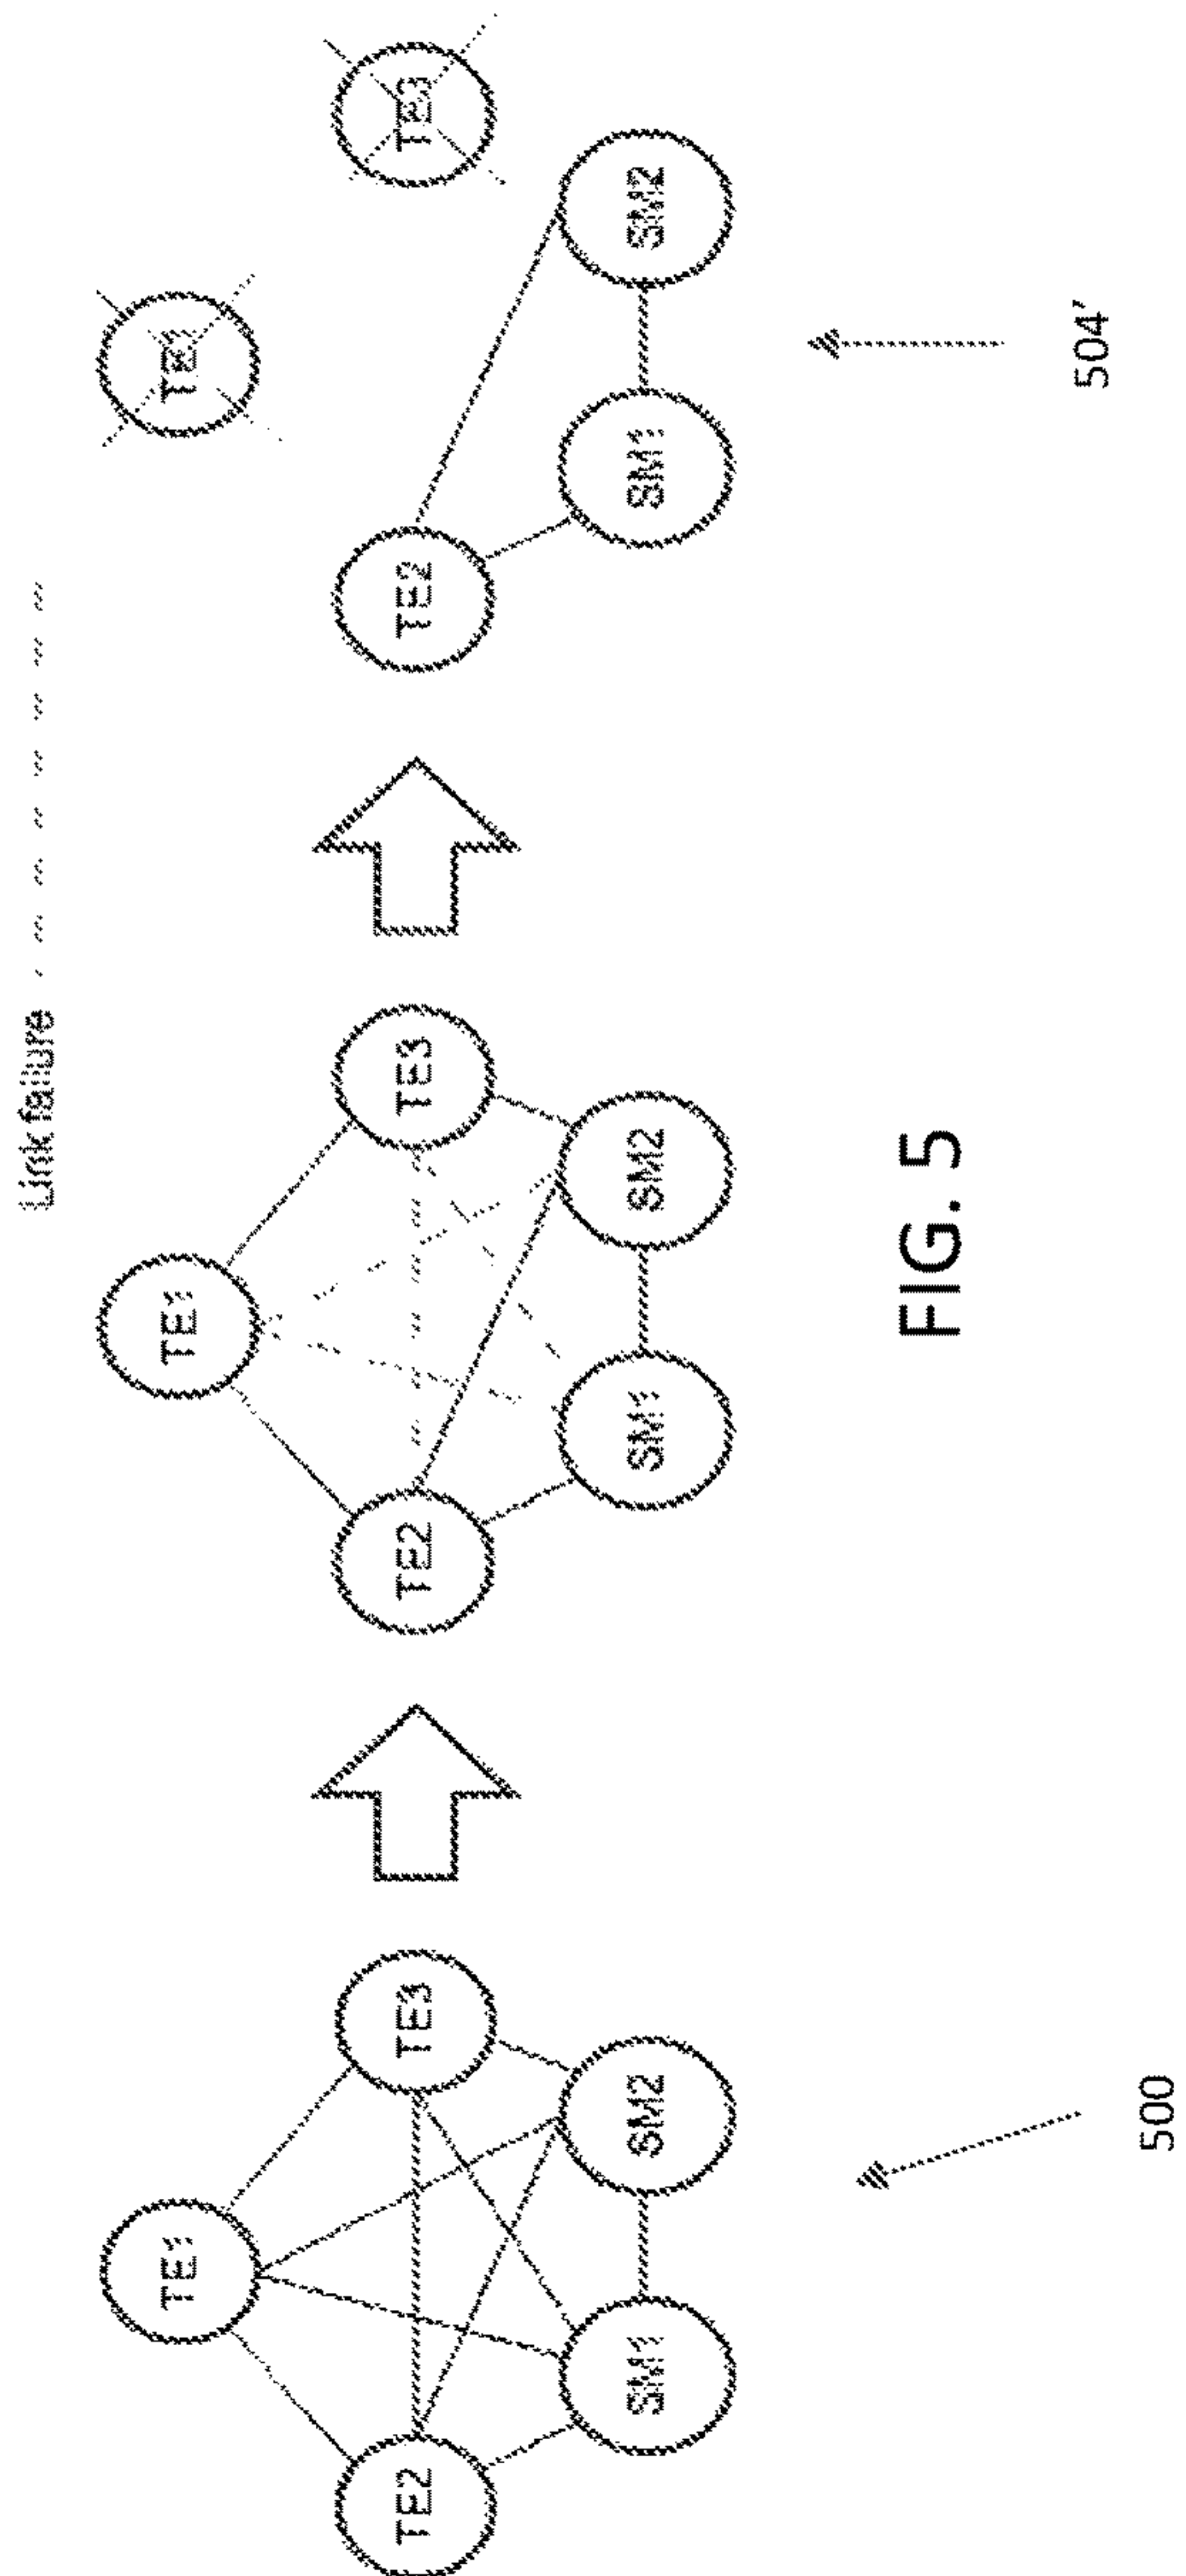 Link failure
TE1
TE2
TE3
SM1
SM2
500
TE1
TE2
TE3
SM1
SM2
TE1
TE2
TE3
SM1
SM2
504'
FIG. 5